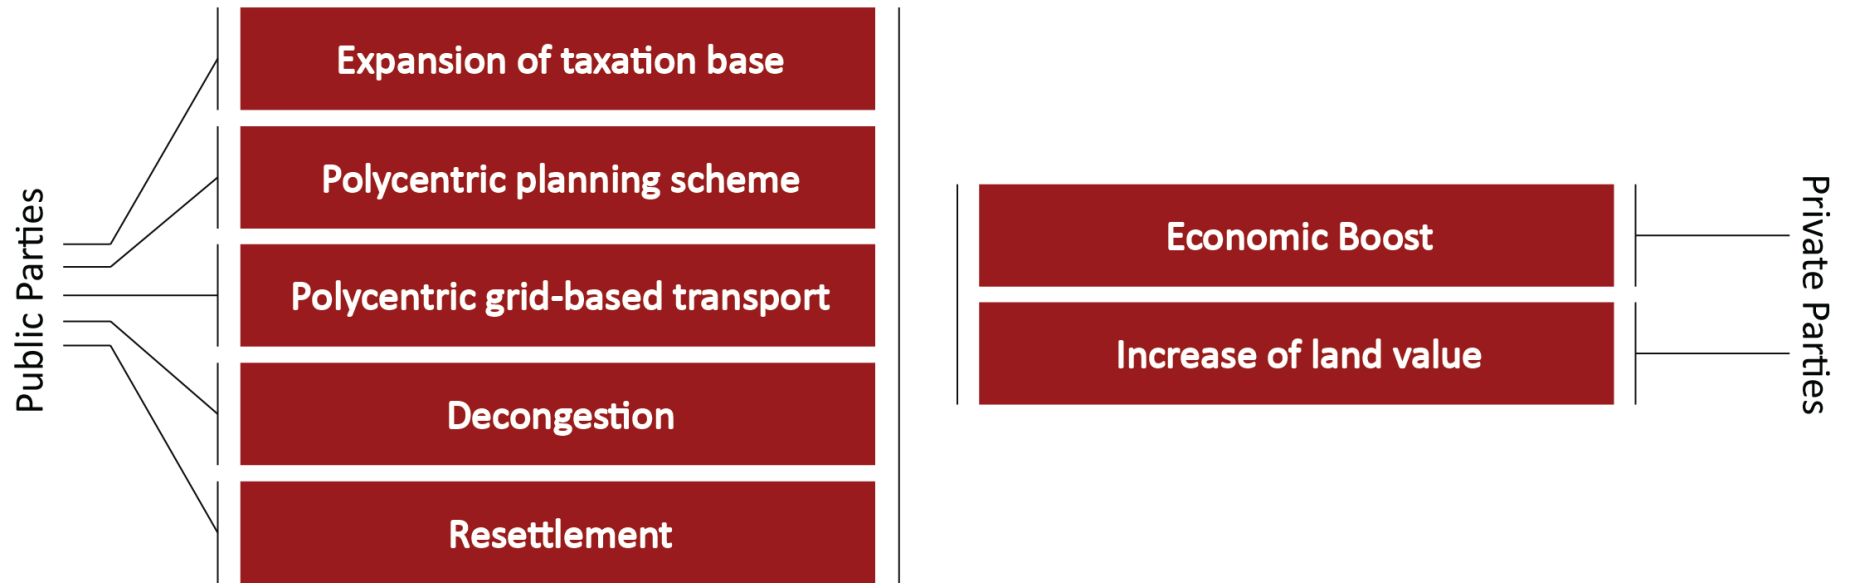 Public Parties
Expansion of taxation base
Polycentric planning scheme
Polycentric grid-based transport
Decongestion
Resettlement
Economic Boost
Increase of land value
Private Parties